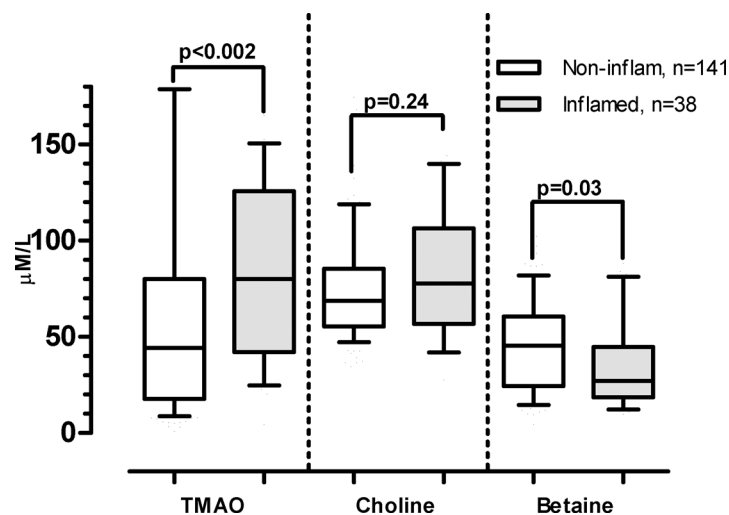 p<0.002
p=0.24
p=0.03
Non-inflam, n=141
Inflamed, n=38
µM/L
150
100
50
0
TMAO
Choline
Betaine